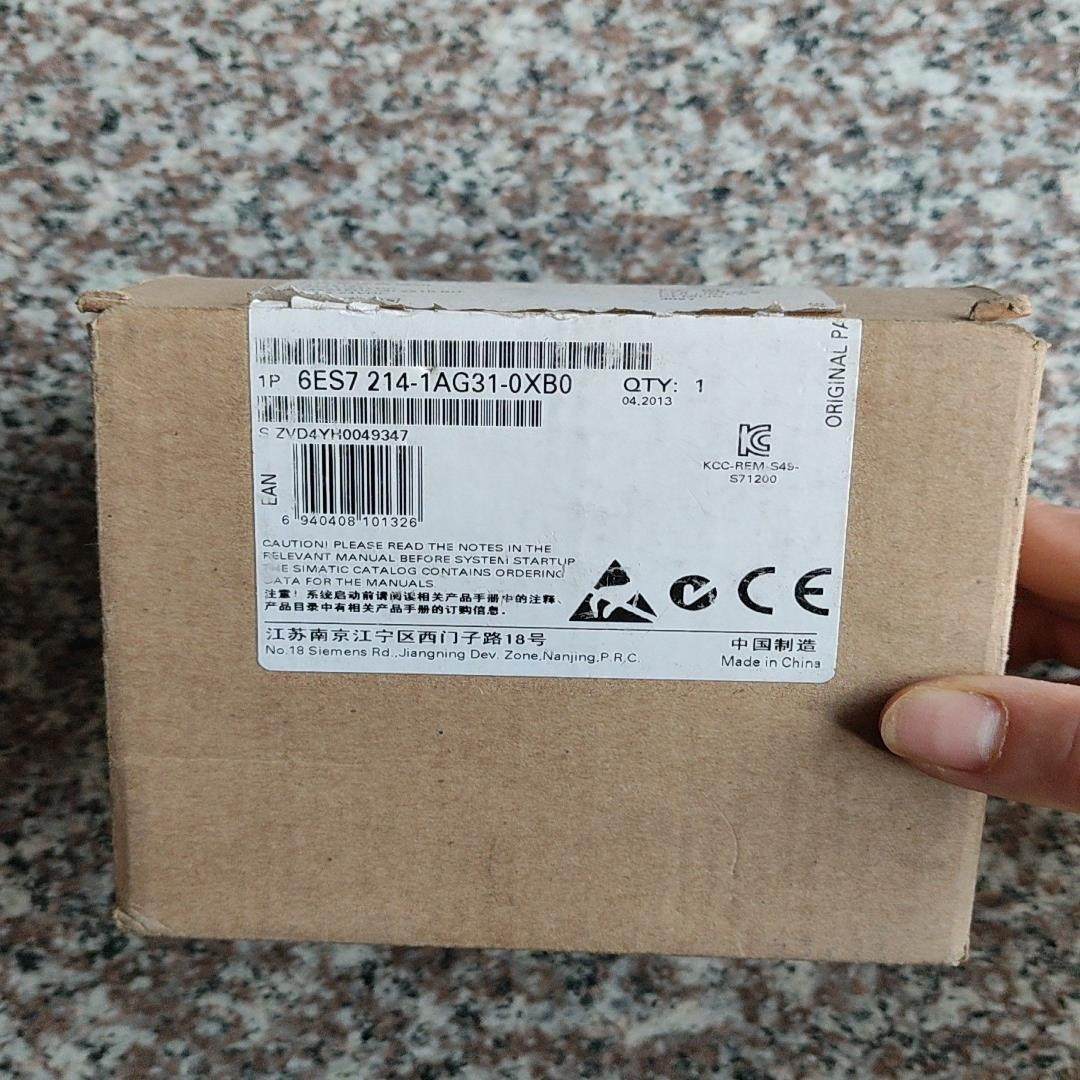 1P 6ES7 214-1AG31-0XB0 QTY: 1
04.2013
S ZVD4YH0049347
EAN
6 940408 101326
KCC-REM-S49-
S71200
ORIGINAL PA
CAUTION! PLEASE READ THE NOTES IN THE
RELEVANT MANUAL BEFORE SYSTEM STARTUP
THE SIMATIC CATALOG CONTAINS ORDERING
DATA FOR THE MANUALS.
注意！系统启动前请阅读相关产品手册中的注释、
产品目录中有相关产品手册的订购信息。
CE
江苏南京江宁区西门子路18号
No.18 Siemens Rd.,Jiangning Dev. Zone,Nanjing,P.R.C.
中国制造
Made in China